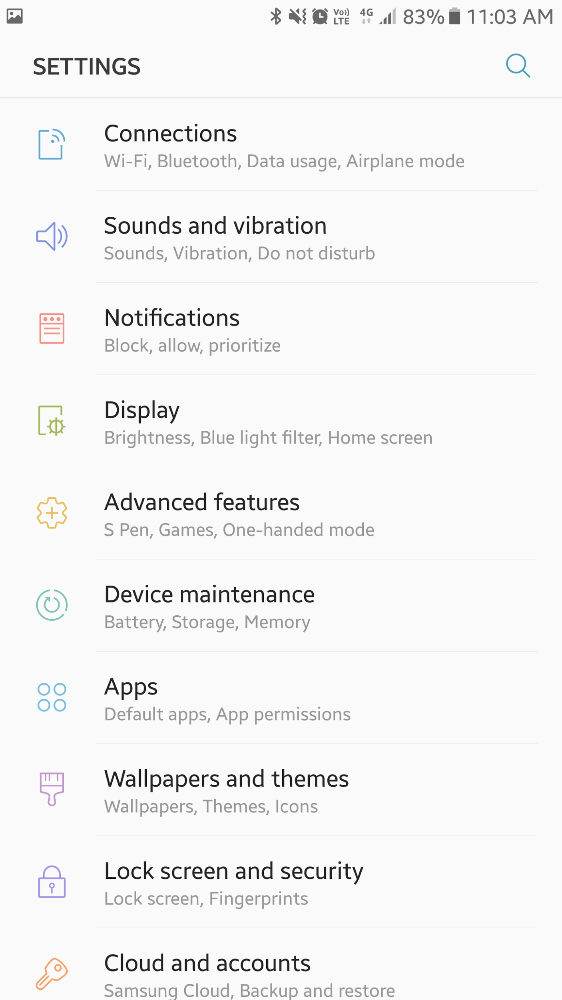 Vo)) LTE 4G 83% 11:03 AM
SETTINGS
Connections
Wi-Fi, Bluetooth, Data usage, Airplane mode
Sounds and vibration
Sounds, Vibration, Do not disturb
Notifications
Block, allow, prioritize
Display
Brightness, Blue light filter, Home screen
Advanced features
S Pen, Games, One-handed mode
Device maintenance
Battery, Storage, Memory
Apps
Default apps, App permissions
Wallpapers and themes
Wallpapers, Themes, Icons
Lock screen and security
Lock screen, Fingerprints
Cloud and accounts
Samsung Cloud, Backup and restore